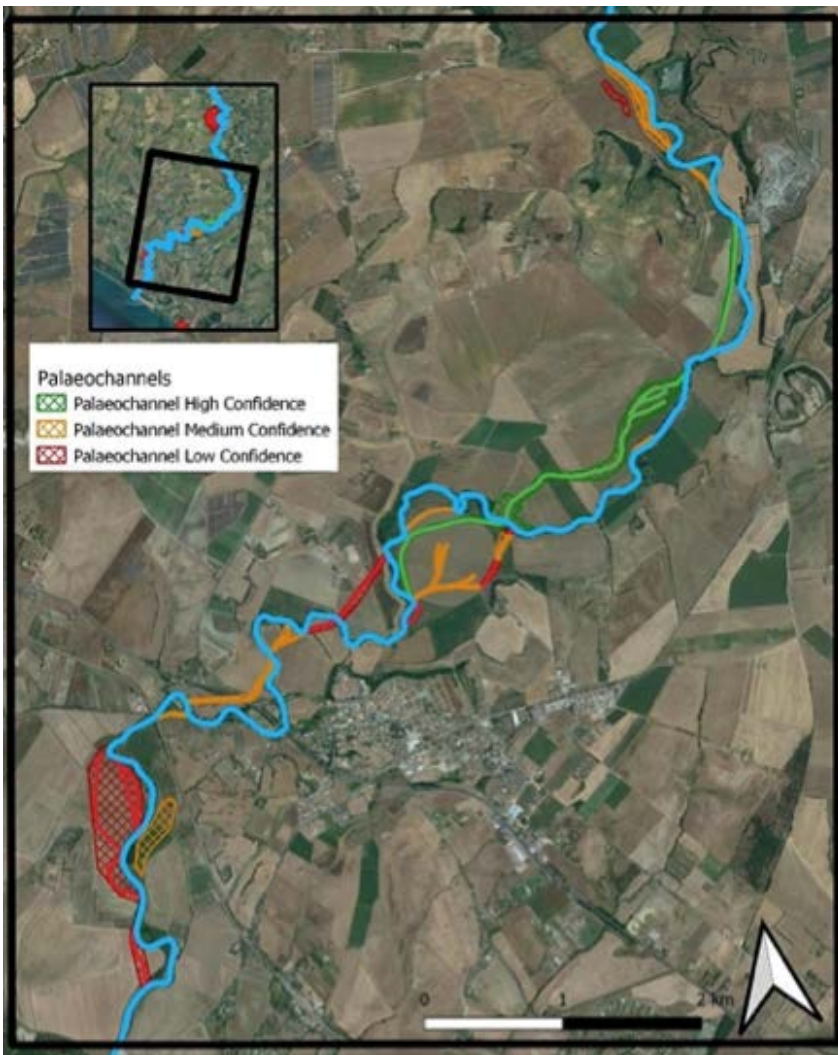 Palaeochannels
Palaeochannel High Confidence
Palaeochannel Medium Confidence
Palaeochannel Low Confidence
0 1 2 km